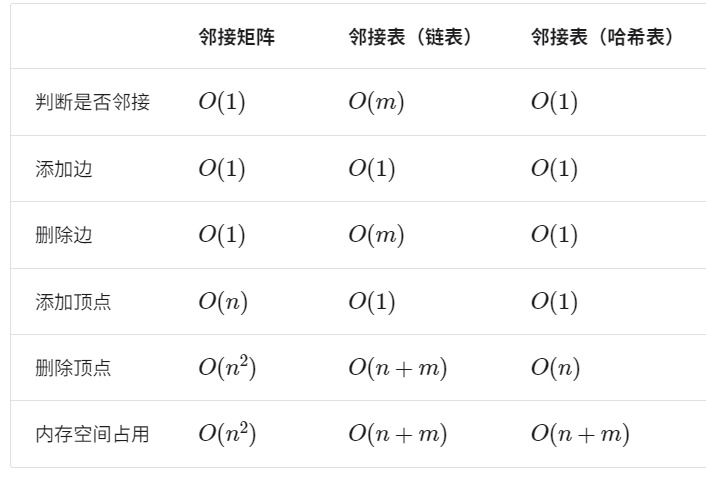 邻接矩阵 邻接表（链表） 邻接表（哈希表）
判断是否邻接 O(1) O(m) O(1)
添加边 O(1) O(1) O(1)
删除边 O(1) O(m) O(1)
添加顶点 O(n) O(1) O(1)
删除顶点 O(n²) O(n + m) O(n)
内存空间占用 O(n²) O(n + m) O(n + m)